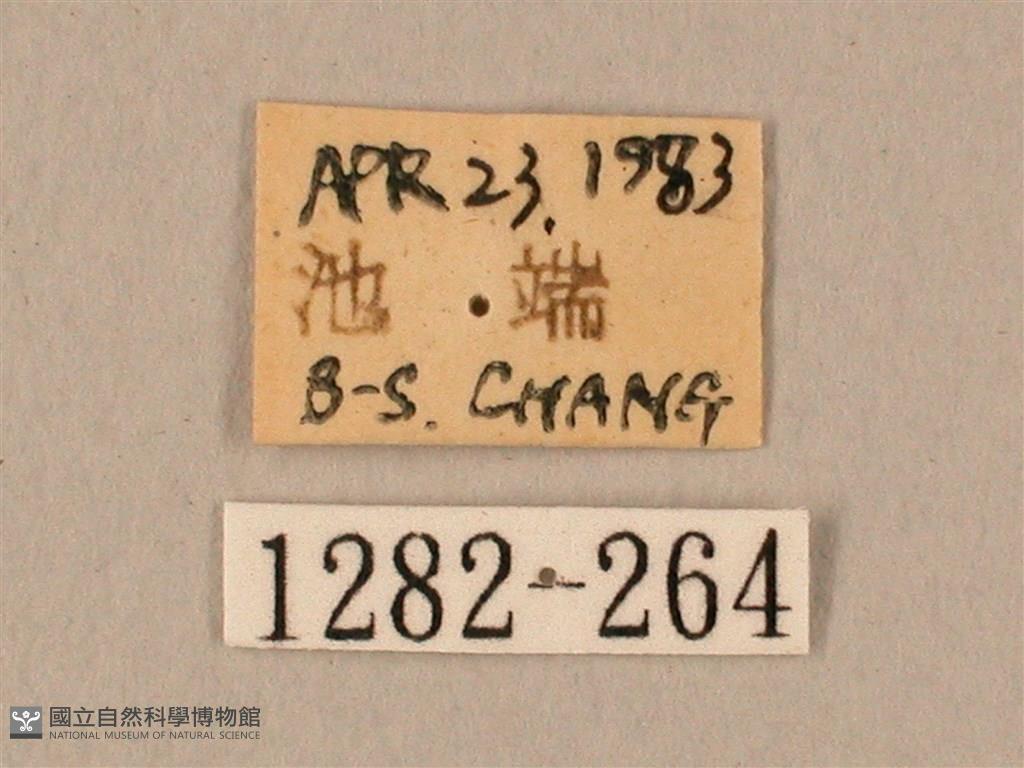 APR 23. 1983
池 端
B-S. CHANG
1282-264
國立自然科學博物館
NATIONAL MUSEUM OF NATURAL SCIENCE